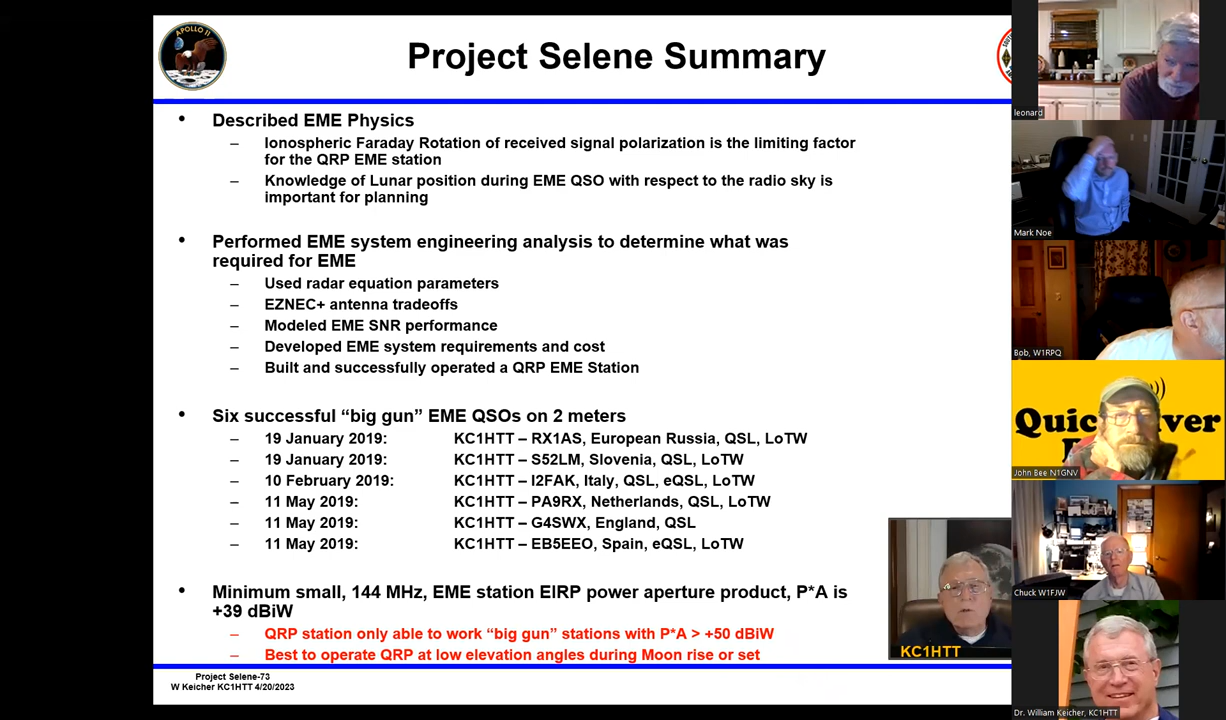 APOLLO 11
Project Selene Summary
• Described EME Physics
– Ionospheric Faraday Rotation of received signal polarization is the limiting factor
for the QRP EME station
– Knowledge of Lunar position during EME QSO with respect to the radio sky is
important for planning
• Performed EME system engineering analysis to determine what was
required for EME
– Used radar equation parameters
– EZNEC+ antenna tradeoffs
– Modeled EME SNR performance
– Developed EME system requirements and cost
– Built and successfully operated a QRP EME Station
• Six successful “big gun” EME QSOs on 2 meters
– 19 January 2019: KC1HTT – RX1AS, European Russia, QSL, LoTW
– 19 January 2019: KC1HTT – S52LM, Slovenia, QSL, LoTW
– 10 February 2019: KC1HTT – I2FAK, Italy, QSL, eQSL, LoTW
– 11 May 2019: KC1HTT – PA9RX, Netherlands, QSL, LoTW
– 11 May 2019: KC1HTT – G4SWX, England, QSL
– 11 May 2019: KC1HTT – EB5EEO, Spain, eQSL, LoTW
• Minimum small, 144 MHz, EME station EIRP power aperture product, P*A is
+39 dBiW
– QRP station only able to work “big gun” stations with P*A > +50 dBiW
– Best to operate QRP at low elevation angles during Moon rise or set
Project Selene-73
W Keicher KC1HTT 4/20/2023
KC1HTT
leonard
Mark Noe
Bob, W1RPQ
John Bee N1GNV
Chuck W1FJW
Dr. William Keicher, KC1HTT